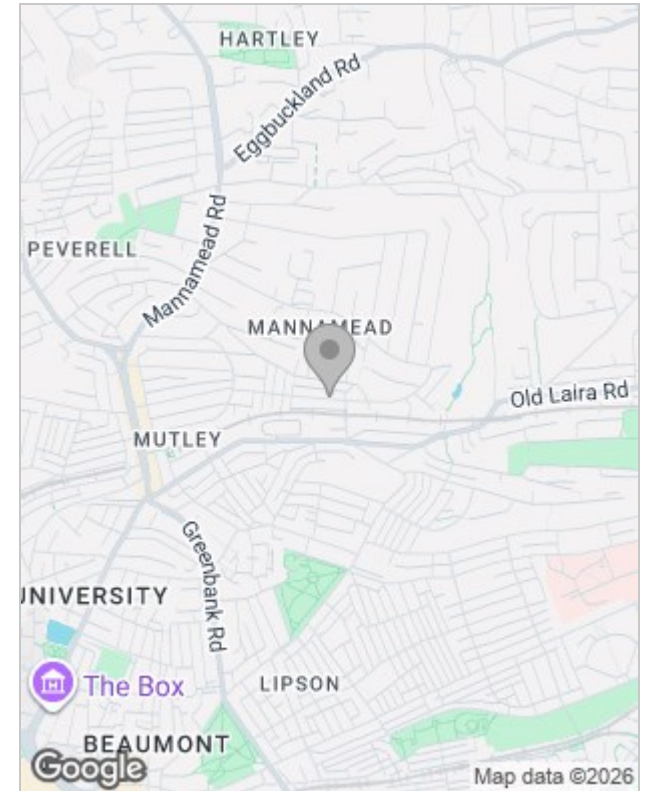 HARTLEY
Eggbuckland Rd
Mannamead Rd
PEVERELL
MANNAMEAD
Old Laira Rd
MUTLEY
Greenbank Rd
UNIVERSITY
The Box
LIPSON
BEAUMONT
Google
Map data ©2026